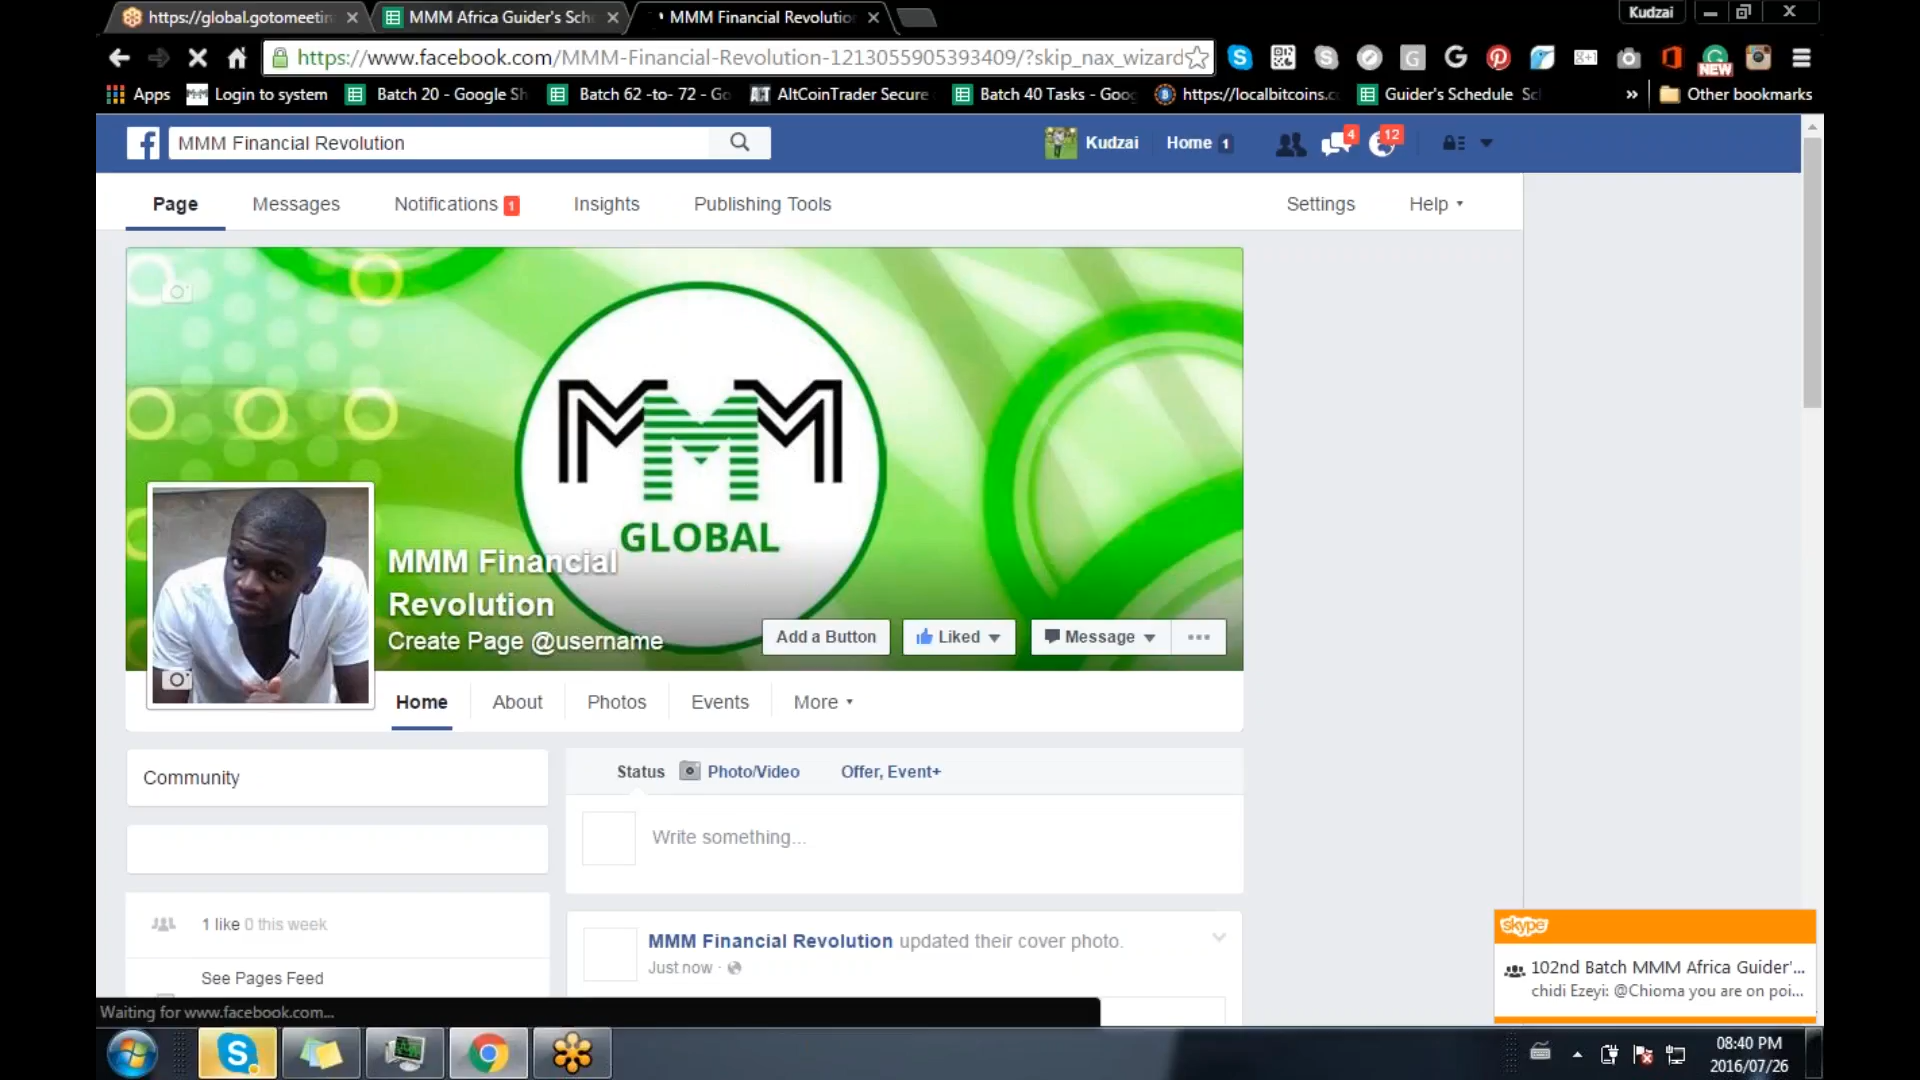 https://global.gotomeetin
MMM Africa Guider's Sch
MMM Financial Revolutio
Kudzai
https://www.facebook.com/MMM-Financial-Revolution-1213055905393409/?skip_nax_wizard
NEW
Apps
Login to system
Batch 20 - Google Sh
Batch 62 -to- 72 - Go
AltCoinTrader Secure
Batch 40 Tasks - Goog
https://localbitcoins.c
Guider's Schedule Sc
»
Other bookmarks
MMM Financial Revolution
Kudzai
Home 1
4
12
Page
Messages
Notifications 1
Insights
Publishing Tools
Settings
Help
MMM
GLOBAL
MMM Financial
Revolution
Create Page @username
Add a Button
Liked
Message
Home
About
Photos
Events
More
Community
Status
Photo/Video
Offer, Event+
Write something...
1 like 0 this week
See Pages Feed
MMM Financial Revolution updated their cover photo.
Just now ·
skype
102nd Batch MMM Africa Guider'...
chidi Ezeyi: @Chioma you are on poi...
Waiting for www.facebook.com...
08:40 PM
2016/07/26